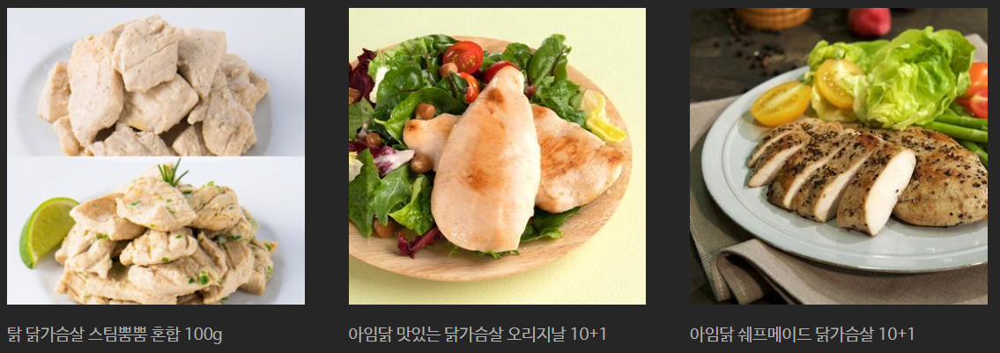 탉 닭가슴살 스팀뿜뿜 혼합 100g
아임닭 맛있는 닭가슴살 오리지날 10+1
아임닭 쉐프메이드 닭가슴살 10+1